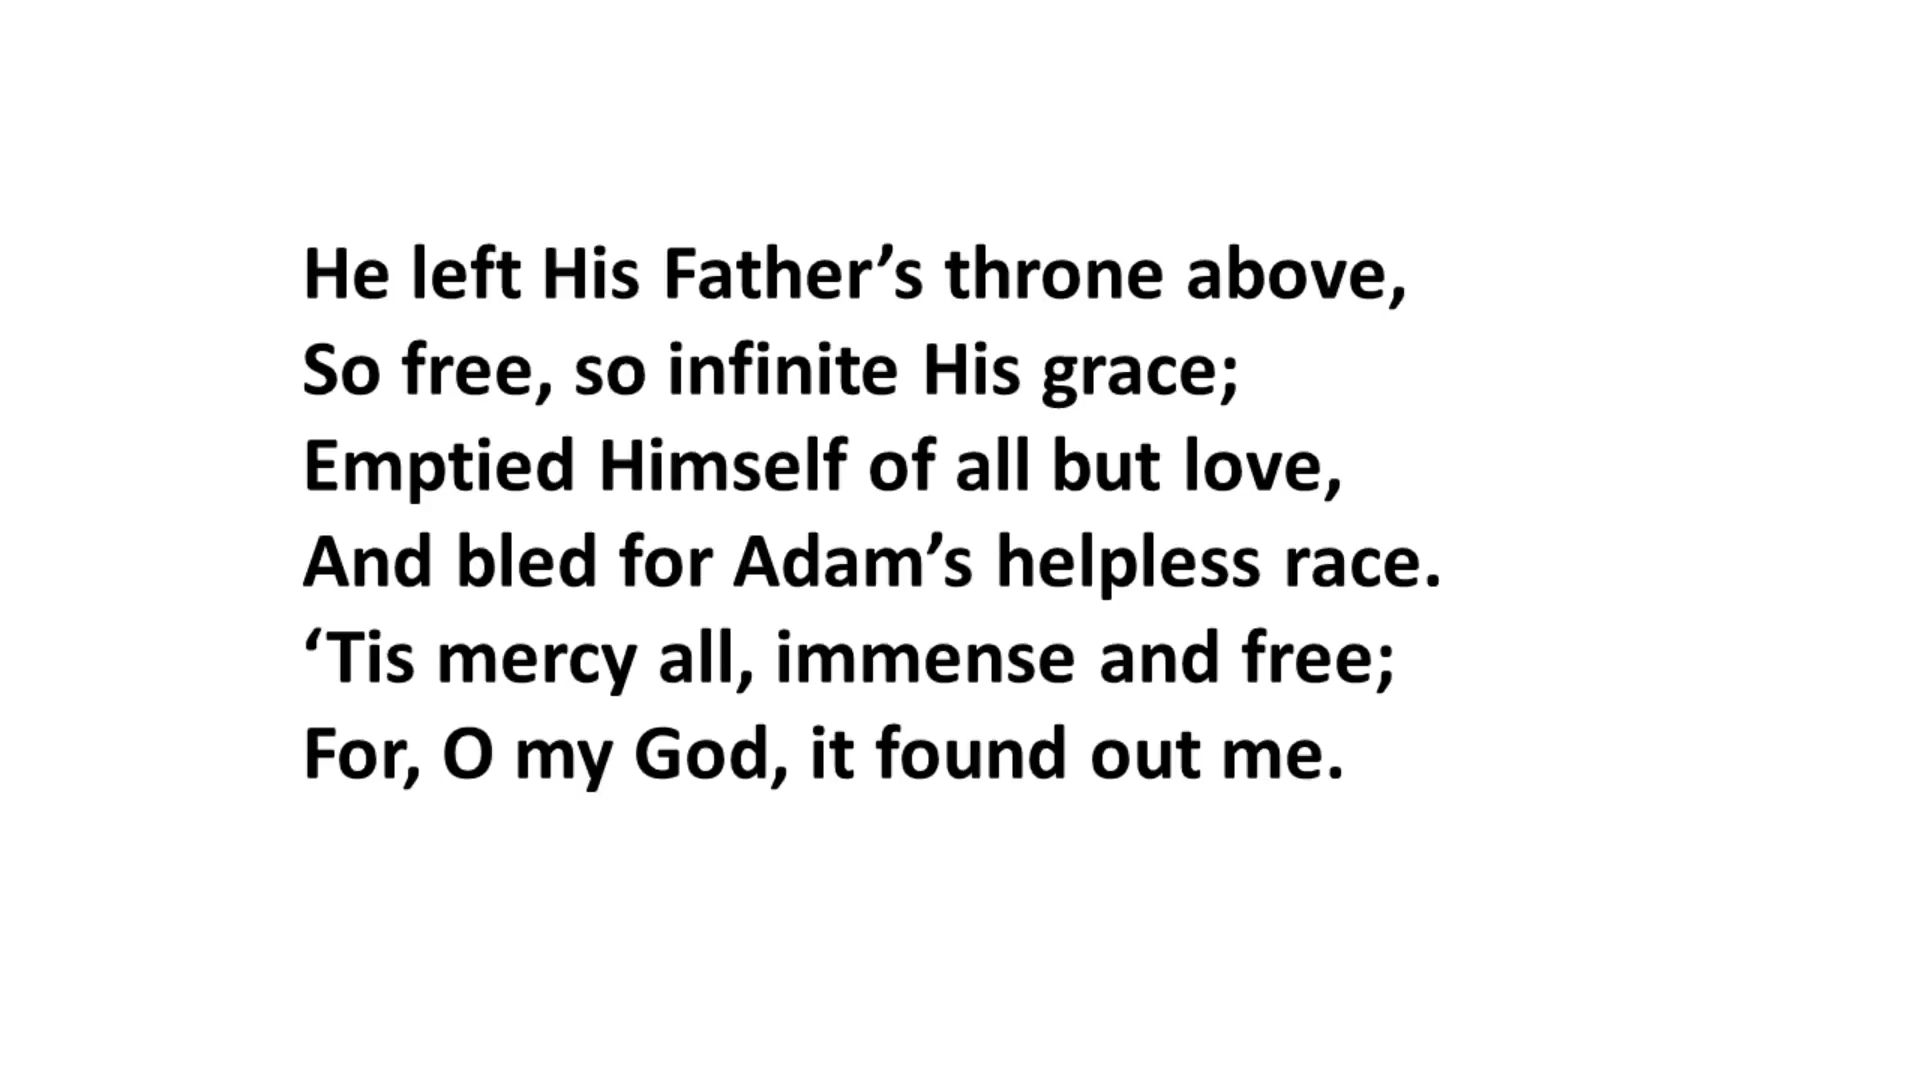 He left His Father’s throne above,
So free, so infinite His grace;
Emptied Himself of all but love,
And bled for Adam’s helpless race.
‘Tis mercy all, immense and free;
For, O my God, it found out me.